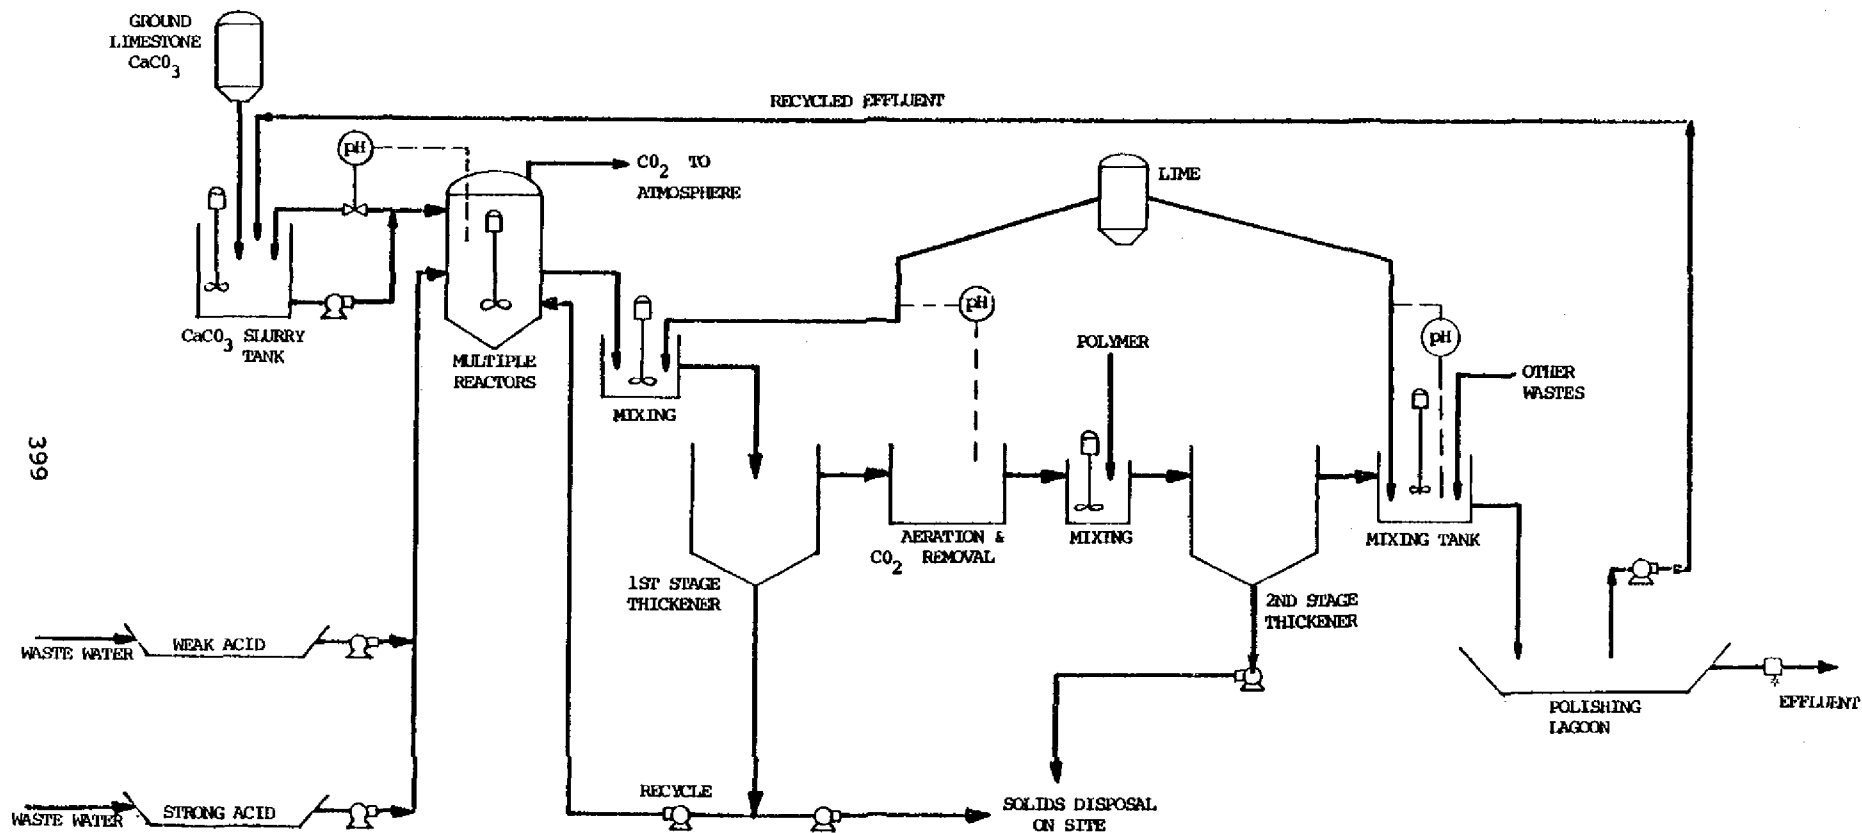 GROUND
LIMESTONE
CaCO3
RECYCLED EFFLUENT
pH
CO2 TO
ATMOSPHERE
LIME
CaCO3 SLURRY
TANK
MULTIPLE
REACTORS
MIXING
pH
POLYMER
pH
OTHER
WASTES
399
AERATION &
CO2 REMOVAL
MIXING
MIXING TANK
1ST STAGE
THICKENER
2ND STAGE
THICKENER
WEAK ACID
WASTE WATER
POLISHING
LAGOON
EFFLUENT
RECYCLE
SOLIDS DISPOSAL
ON SITE
STRONG ACID
WASTE WATER